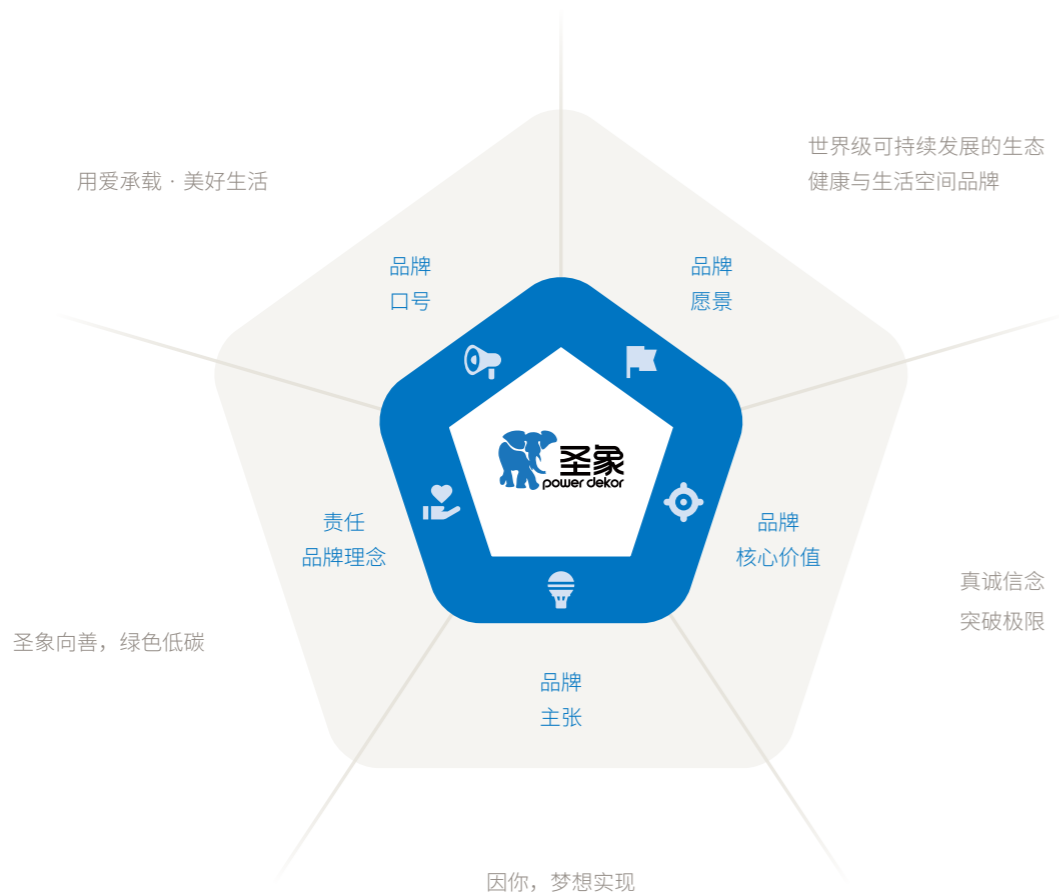 世界级可持续发展的生态
健康与生活空间品牌
用爱承载 · 美好生活
品牌
口号
品牌
愿景
圣象
power dekor
责任
品牌理念
品牌
核心价值
真诚信念
突破极限
圣象向善，绿色低碳
品牌
主张
因你，梦想实现